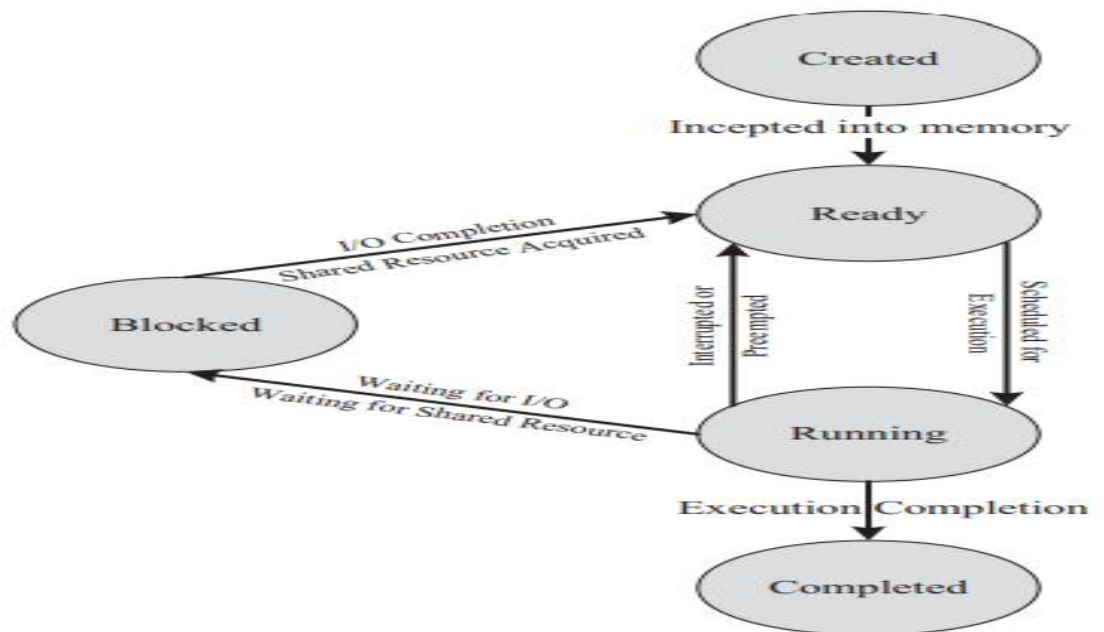 Created
Incepted into memory
Ready
I/O Completion
Shared Resource Acquired
Blocked
Interrupted or
Preempted
Scheduled for
Execution
Waiting for I/O
Waiting for Shared Resource
Running
Execution Completion
Completed